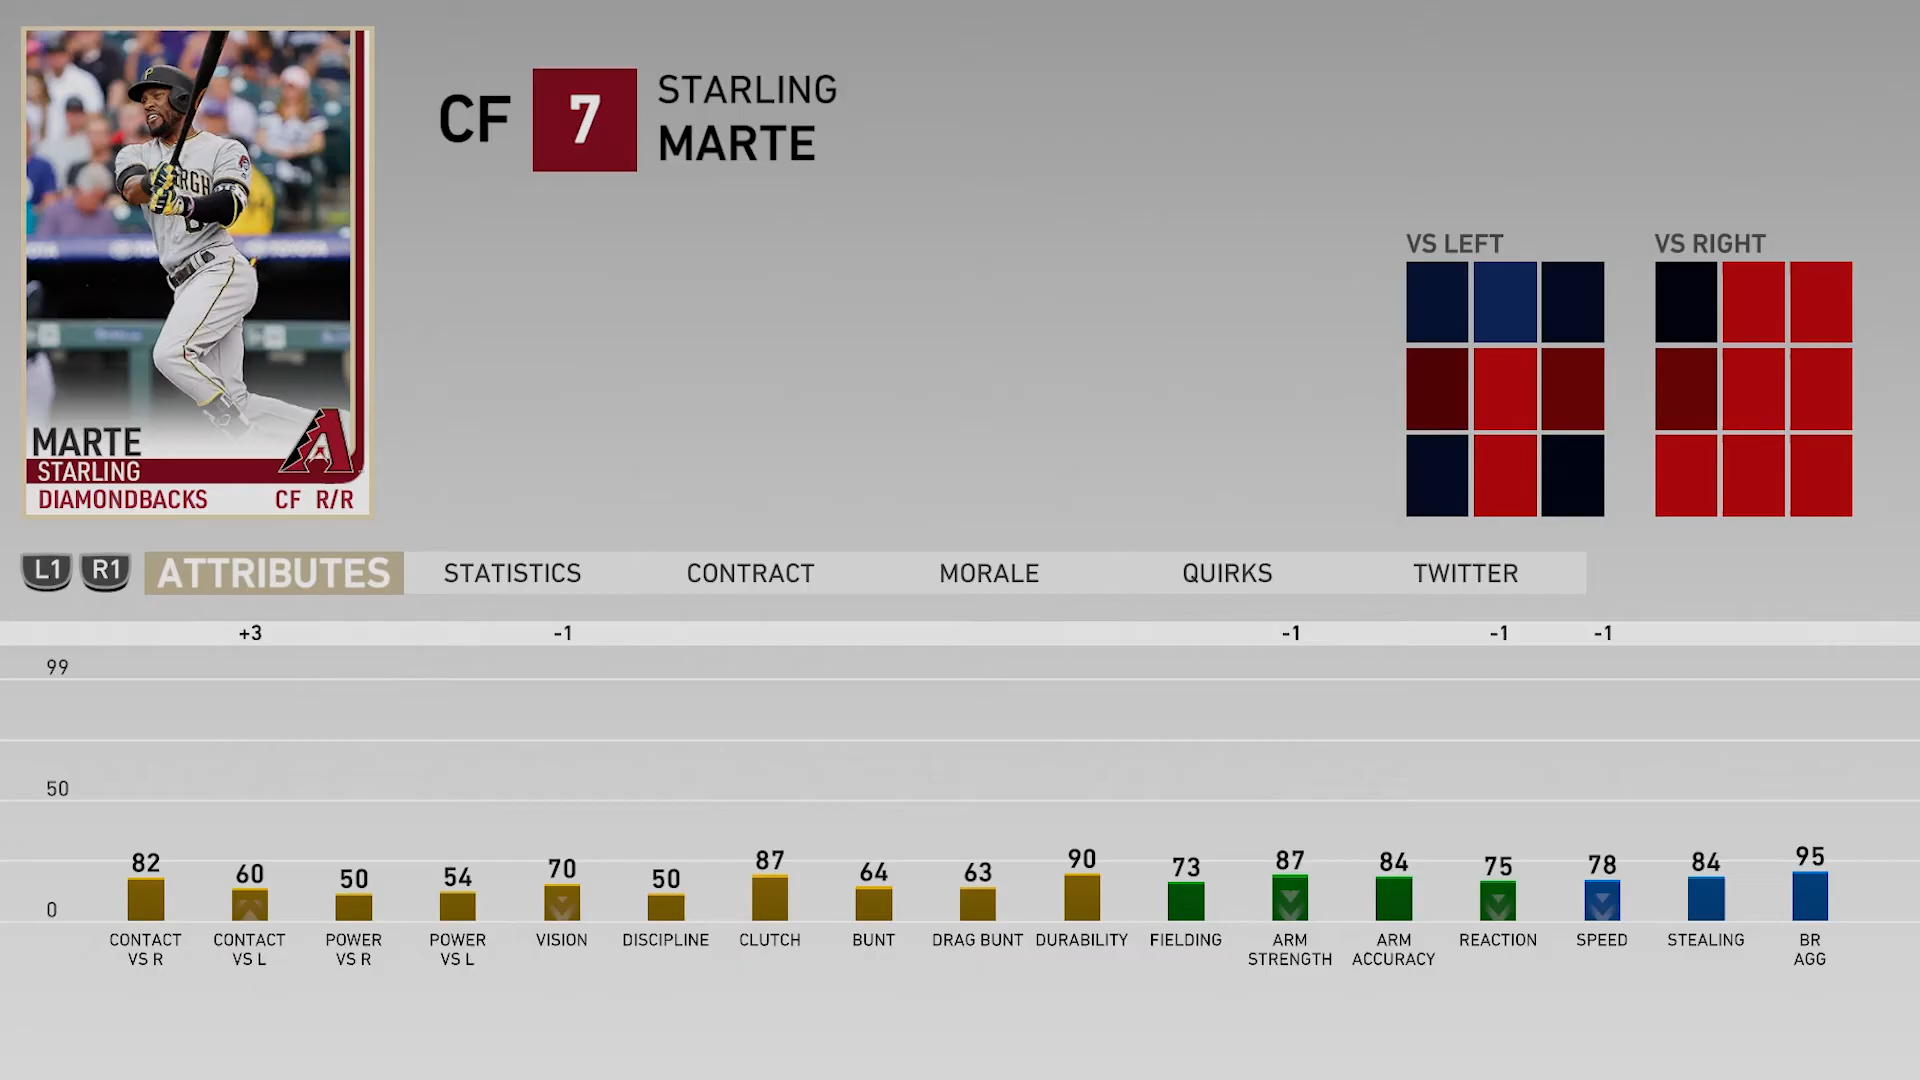 CF 7 STARLING
MARTE
VS LEFT VS RIGHT
P
RGH
TOYOTA
MARTE
STARLING
A
DIAMONDBACKS CF R/R
L1 R1 ATTRIBUTES STATISTICS CONTRACT MORALE QUIRKS TWITTER
+3 -1 -1 -1 -1
99
50
0
82 60 50 54 70 50 87 64 63 90 73 87 84 75 78 84 95
CONTACT VS R
CONTACT VS L
POWER VS R
POWER VS L
VISION
DISCIPLINE
CLUTCH
BUNT
DRAG BUNT
DURABILITY
FIELDING
ARM STRENGTH
ARM ACCURACY
REACTION
SPEED
STEALING
BR AGG